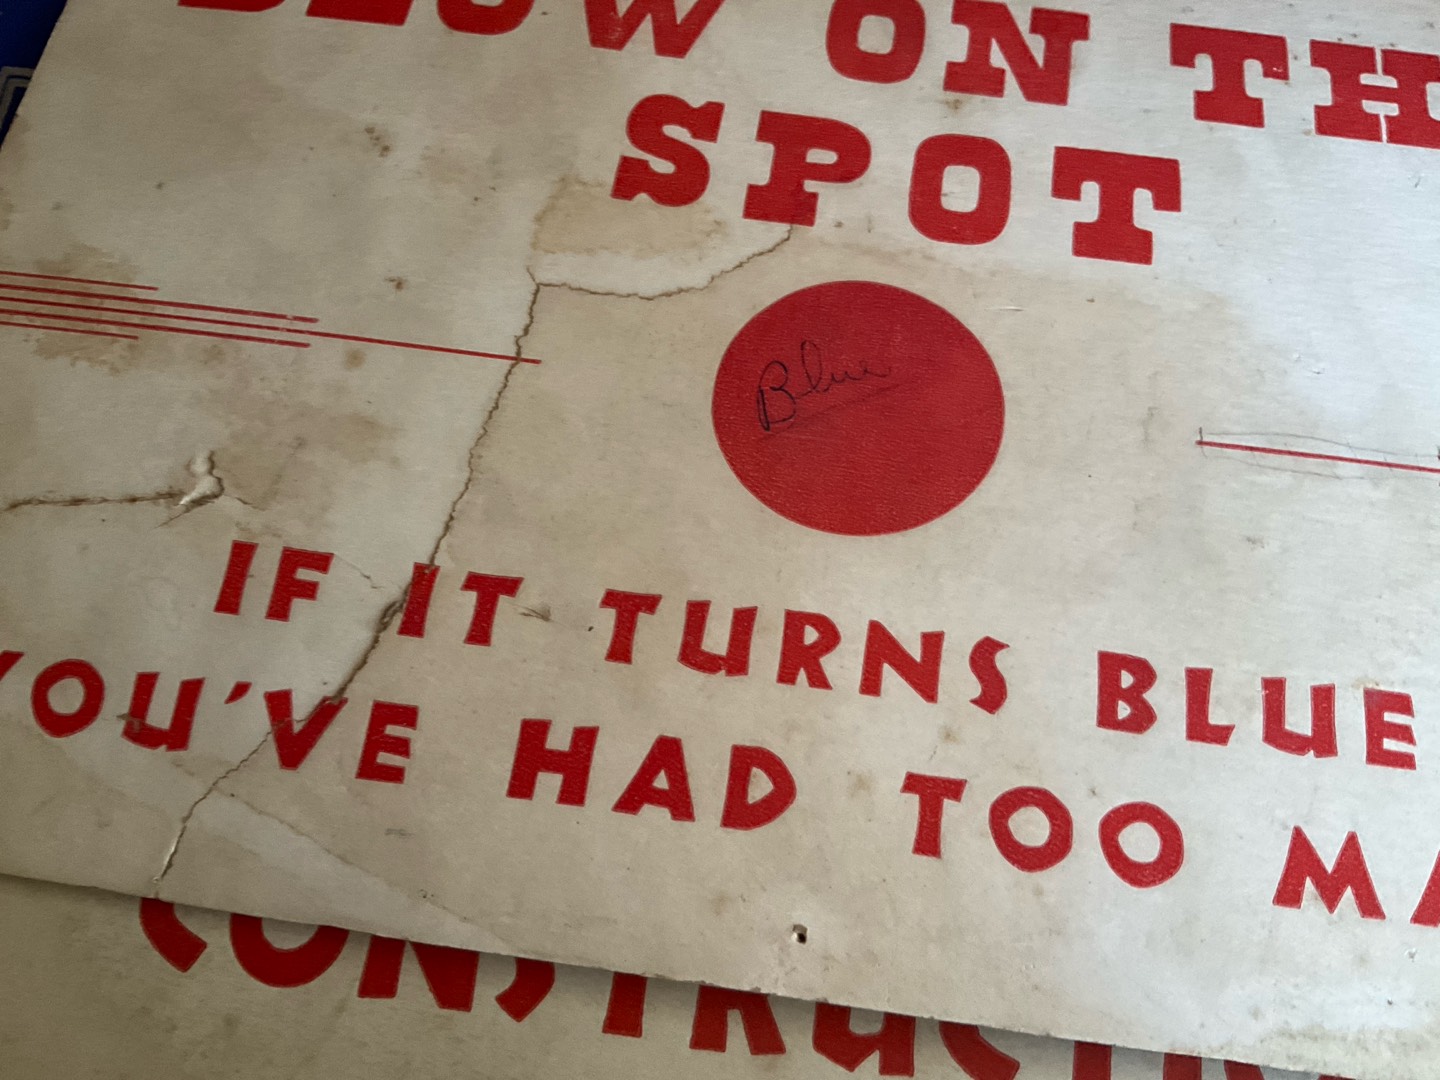 BLOW ON TH
SPOT
Blue
IF IT TURNS BLUE
YOU'VE HAD TOO MA